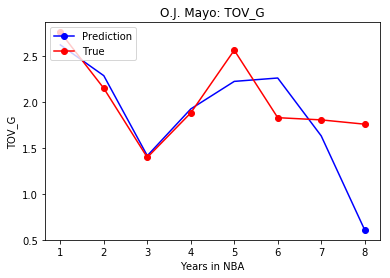 O.J. Mayo: TOV_G
Prediction
True
2.5
2.0
1.5
1.0
0.5
TOV_G
1 2 3 4 5 6 7 8
Years in NBA